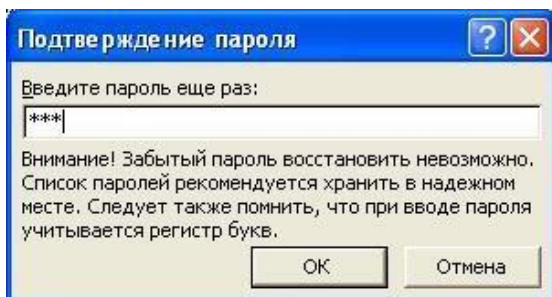 Подтверждение пароля
Введите пароль еще раз:
***
Внимание! Забытый пароль восстановить невозможно.
Список паролей рекомендуется хранить в надежном
месте. Следует также помнить, что при вводе пароля
учитывается регистр букв.
ОК Отмена